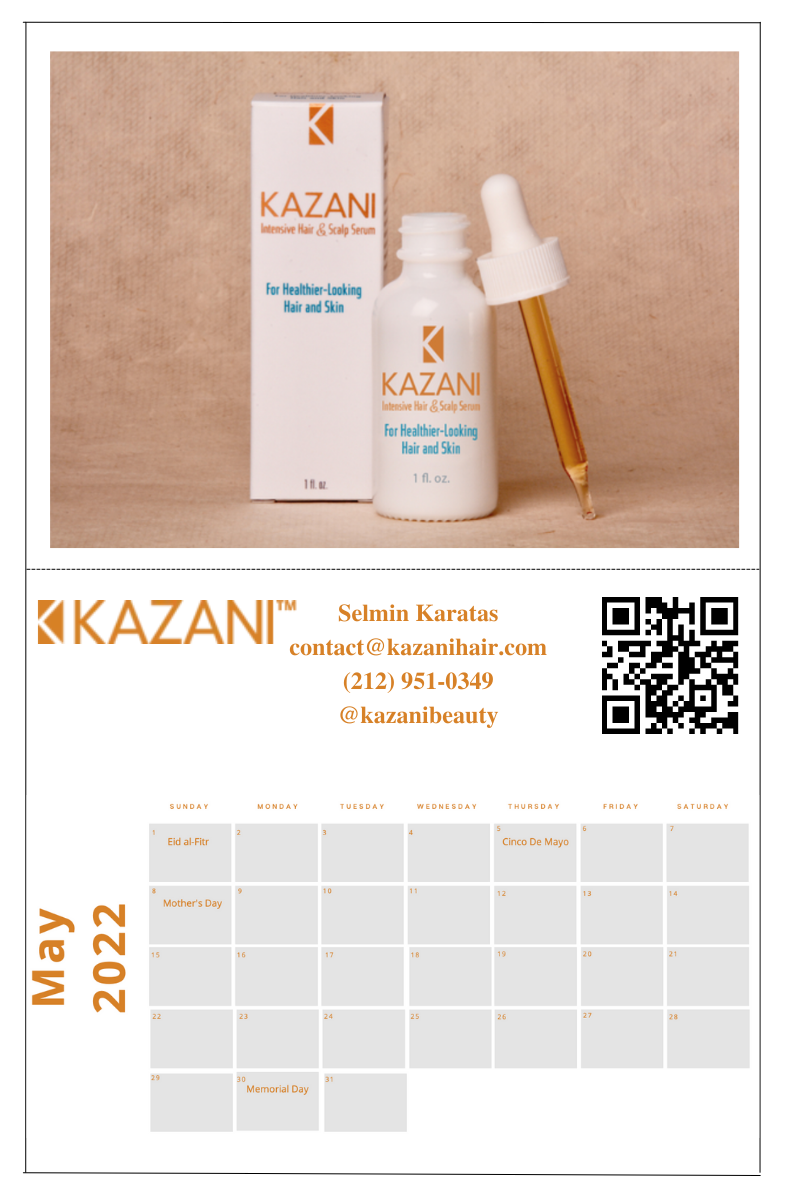 KAZANI
Intensive Hair & Scalp Serum
For Healthier-Looking
Hair and Skin
1 fl. oz.
KAZANI
Intensive Hair & Scalp Serum
For Healthier-Looking
Hair and Skin
1 fl. oz.
KAZANI™
Selmin Karatas
contact@kazanihair.com
(212) 951-0349
@kazanibeauty
May
2022
SUNDAY MONDAY TUESDAY WEDNESDAY THURSDAY FRIDAY SATURDAY
1 2 3 4 5 6 7
Eid al-Fitr Cinco De Mayo
8 9 10 11 12 13 14
Mother's Day
15 16 17 18 19 20 21
22 23 24 25 26 27 28
29 30 31
Memorial Day